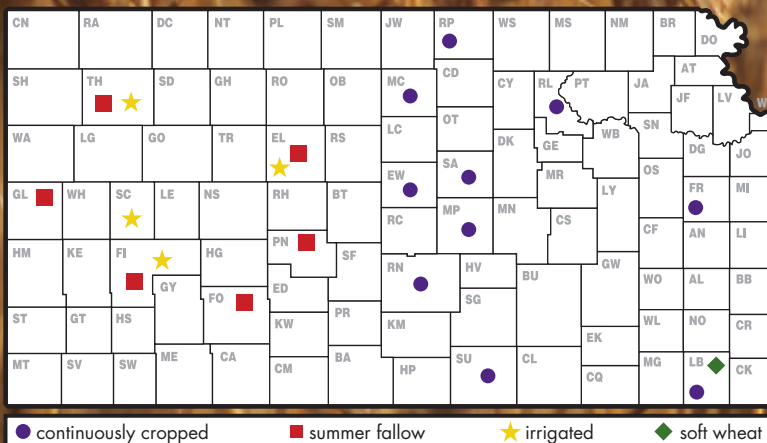 CN RA DC NT PL SM JW RP WS MS NM BR DO
SH TH SD GH RO OB MC CD CY RL PT JA AT
JF LV W
WA LG GO TR EL RS LC OT DK GE WB SN DG JO
GL WH SC LE NS RH BT EW SA MR LY OS FR MI
RC MP MN CS
HM KE FI HG PN SF RN HV BU GW CF AN LI
GY FO ED SG WO AL BB
ST GT HS KW PR KM EK WL NO CR
MT SV SW ME CA CM BA HP SU CL CQ MG LB CK
continuously cropped summer fallow irrigated soft wheat